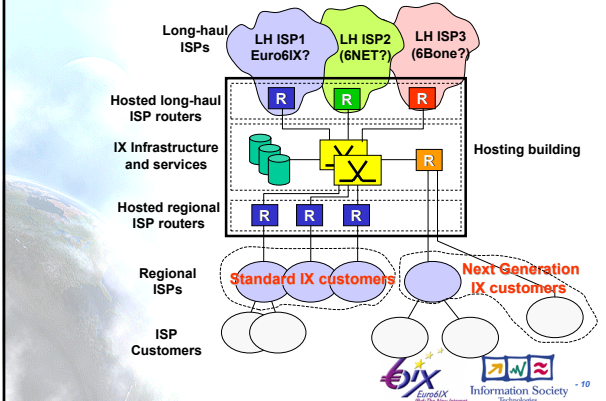 Long-haul
ISPs
LH ISP1
Euro6IX?
LH ISP2
(6NET?)
LH ISP3
(6Bone?)
Hosted long-haul
ISP routers
R
R
R
IX Infrastructure
and services
R
Hosting building
Hosted regional
ISP routers
R
R
R
Regional
ISPs
Standard IX customers
Next Generation
IX customers
ISP
Customers
6IX
Euro6IX
Information Society
Technologies
- 10